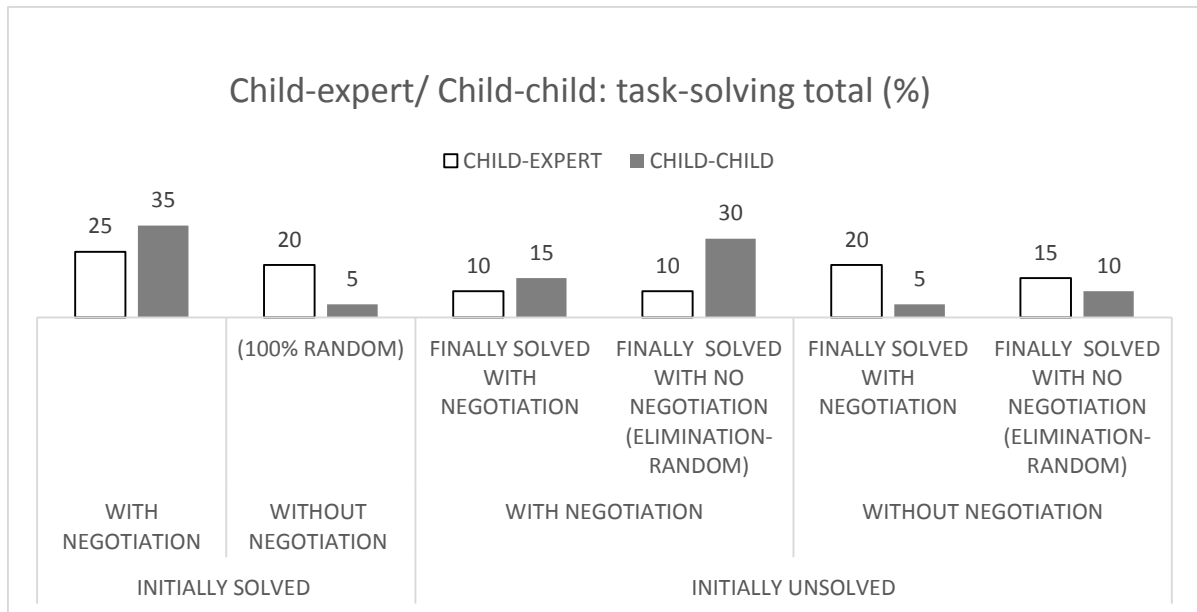 Child-expert/ Child-child: task-solving total (%)
CHILD-EXPERT CHILD-CHILD
25 35 20 5 10 15 10 30 20 5 15 10
(100% RANDOM)
FINALLY SOLVED
WITH
NEGOTIATION
FINALLY SOLVED
WITH NO
NEGOTIATION
(ELIMINATION-
RANDOM)
FINALLY SOLVED
WITH
NEGOTIATION
FINALLY SOLVED
WITH NO
NEGOTIATION
(ELIMINATION-
RANDOM)
WITH
NEGOTIATION
WITHOUT
NEGOTIATION
WITH NEGOTIATION
WITHOUT NEGOTIATION
INITIALLY SOLVED
INITIALLY UNSOLVED